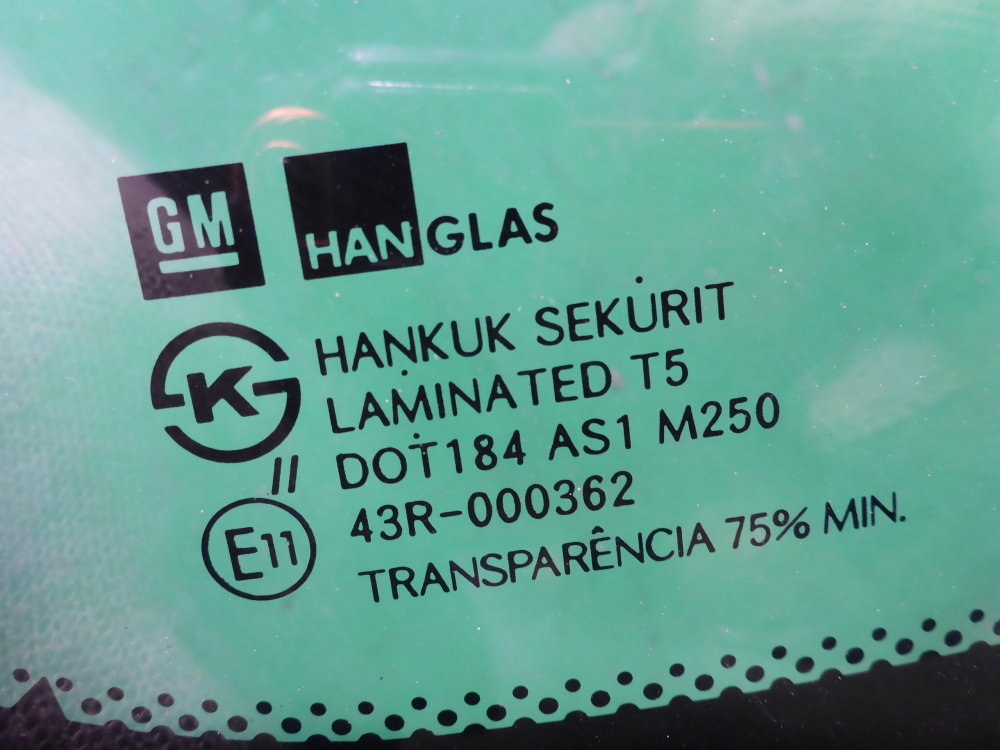 GM HANGLAS
K HANKUK SEKURIT
LAMINATED T5
DOT184 AS1 M250
II
43R-000362
E11
TRANSPARÊNCIA 75% MIN.